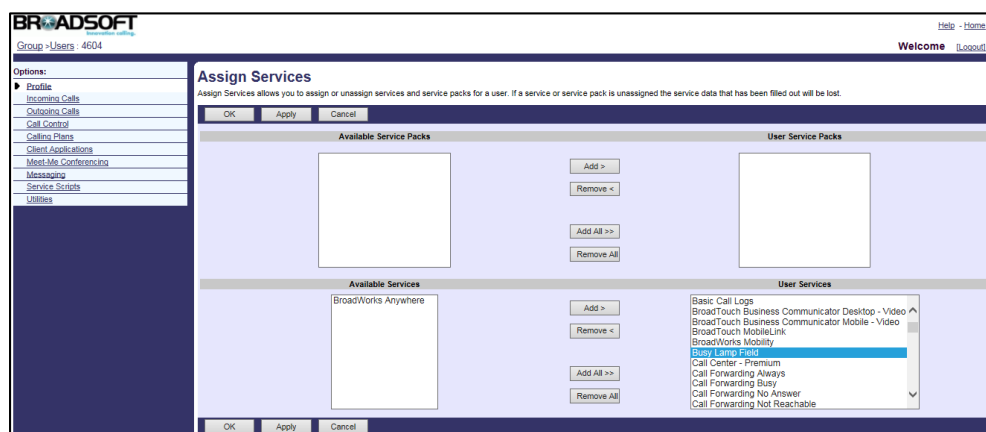 BROADSOFT
Innovation calling.
Help - Home
Group >Users : 4604
Welcome [Logout]
Options:
Profile
Incoming Calls
Outgoing Calls
Call Control
Calling Plans
Client Applications
Meet-Me Conferencing
Messaging
Service Scripts
Utilities
Assign Services
Assign Services allows you to assign or unassign services and service packs for a user. If a service or service pack is unassigned the service data that has been filled out will be lost.
OK Apply Cancel
Available Service Packs User Service Packs
Add >
Remove <
Add All >>
Remove All
Available Services User Services
BroadWorks Anywhere
Add >
Remove <
Add All >>
Remove All
Basic Call Logs
BroadTouch Business Communicator Desktop - Video
BroadTouch Business Communicator Mobile - Video
BroadTouch MobileLink
BroadWorks Mobility
Busy Lamp Field
Call Center - Premium
Call Forwarding Always
Call Forwarding Busy
Call Forwarding No Answer
Call Forwarding Not Reachable
OK Apply Cancel